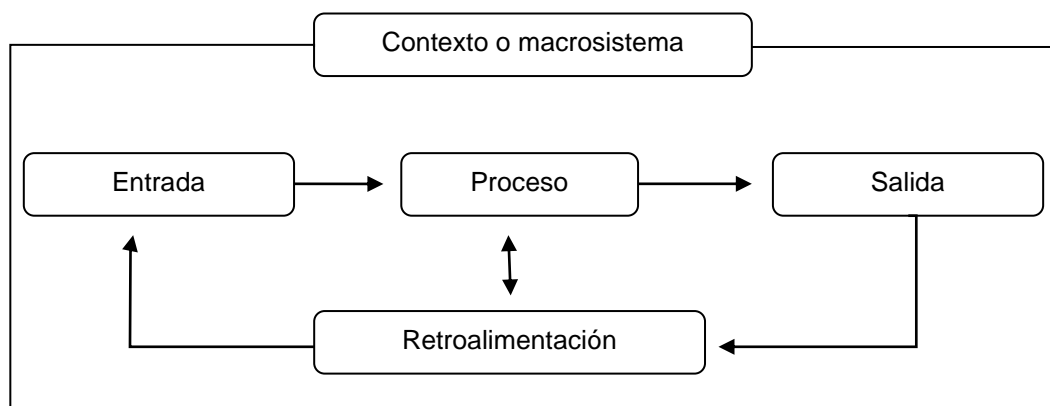 Contexto o macrosistema
Entrada
Proceso
Salida
Retroalimentación